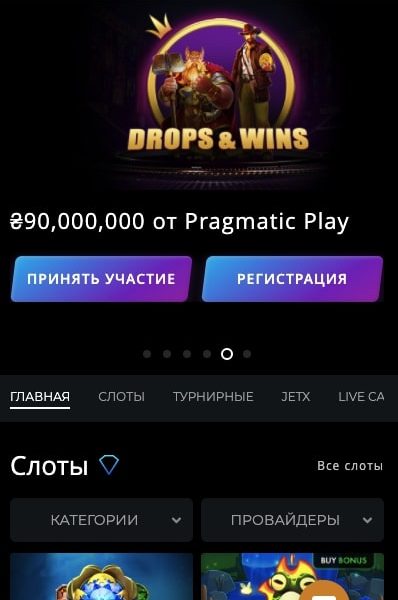 DROPS & WINS
₴90,000,000 от Pragmatic Play
ПРИНЯТЬ УЧАСТИЕ
РЕГИСТРАЦИЯ
ГЛАВНАЯ СЛОТЫ ТУРНИРНЫЕ JETX LIVE CA
Слоты
Все слоты
КАТЕГОРИИ
ПРОВАЙДЕРЫ
BUY BONUS